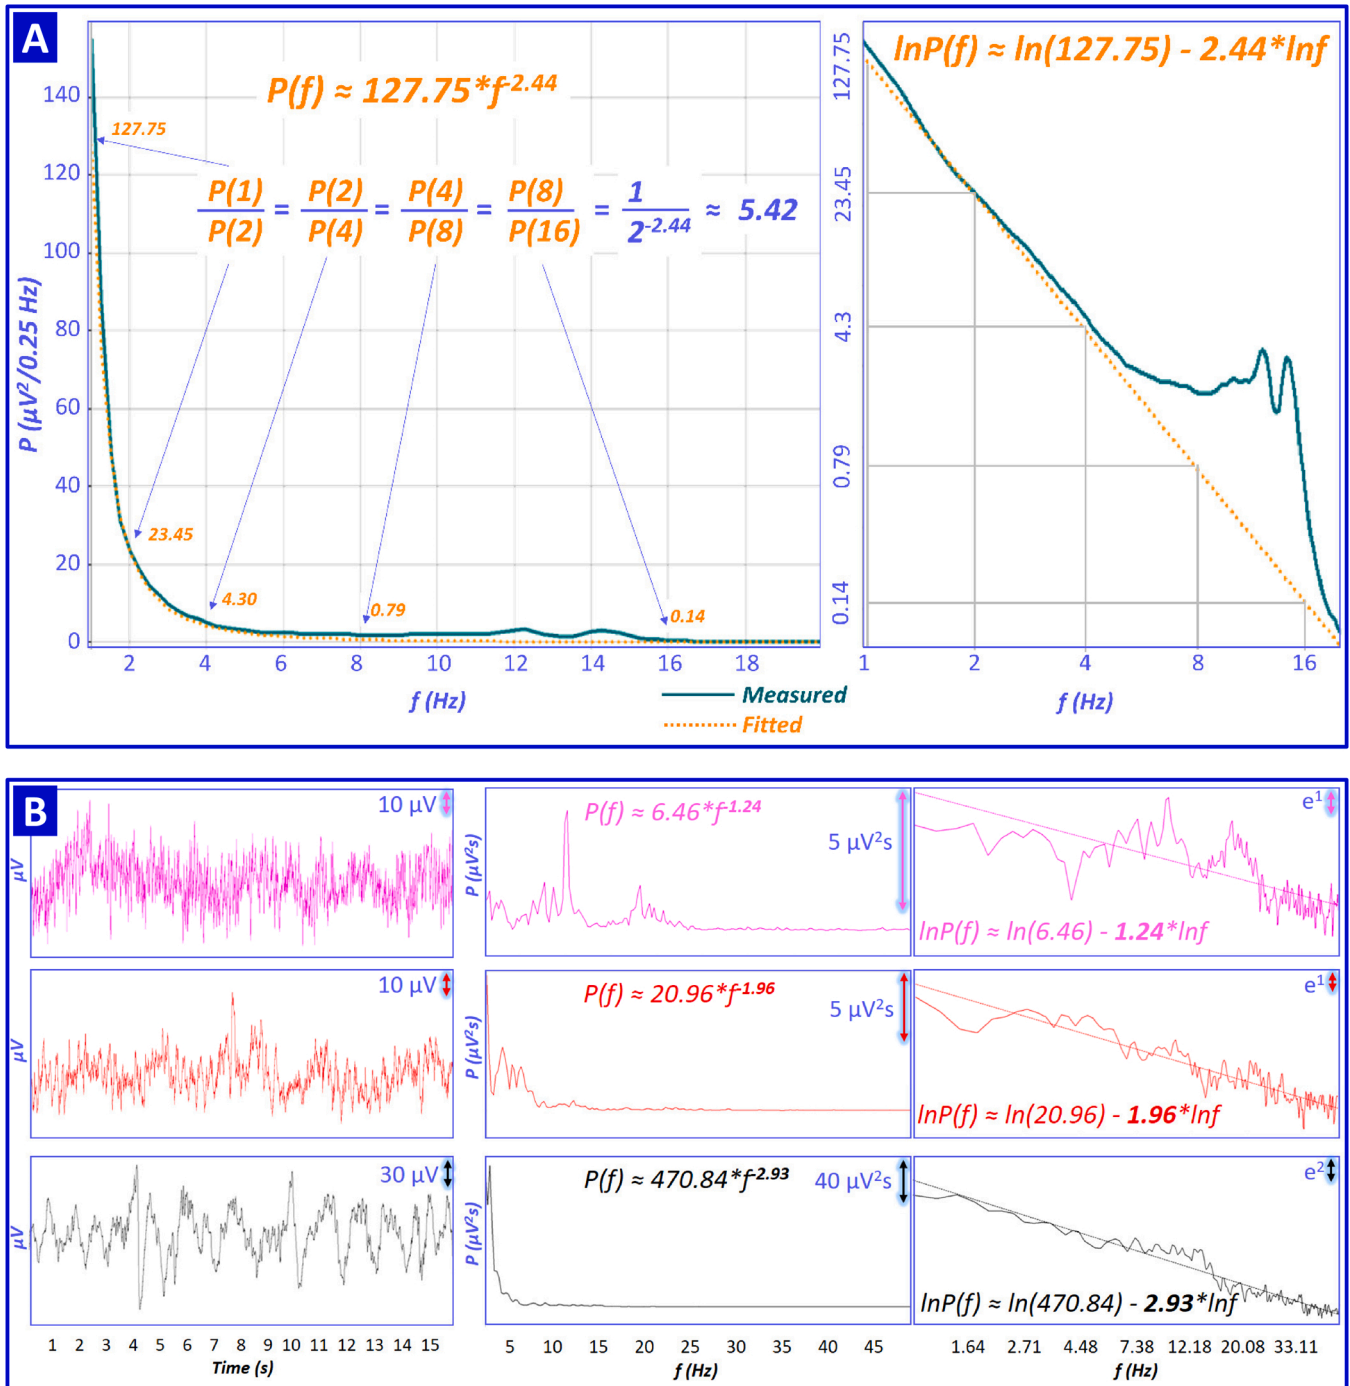 A
P(f) ≈ 127.75*f^-2.44
127.75
P(1)/P(2) = P(2)/P(4) = P(4)/P(8) = P(8)/P(16) = 1/2^-2.44 ≈ 5.42
23.45
4.30
0.79
0.14
P (μV²/0.25 Hz)
140
120
100
80
60
40
20
0
2 4 6 8 10 12 14 16 18
f (Hz)
lnP(f) ≈ ln(127.75) - 2.44*lnf
127.75
23.45
4.3
0.79
0.14
1 2 4 8 16
f (Hz)
Measured
Fitted
B
μV
10 μV
P (μV²s)
P(f) ≈ 6.46*f^-1.24
5 μV²s
e¹
lnP(f) ≈ ln(6.46) - 1.24*lnf
μV
10 μV
P (μV²s)
P(f) ≈ 20.96*f^-1.96
5 μV²s
e¹
lnP(f) ≈ ln(20.96) - 1.96*lnf
μV
30 μV
P (μV²s)
P(f) ≈ 470.84*f^-2.93
40 μV²s
e²
lnP(f) ≈ ln(470.84) - 2.93*lnf
1 2 3 4 5 6 7 8 9 10 11 12 13 14 15
Time (s)
5 10 15 20 25 30 35 40 45
f (Hz)
1.64 2.71 4.48 7.38 12.18 20.08 33.11
f (Hz)